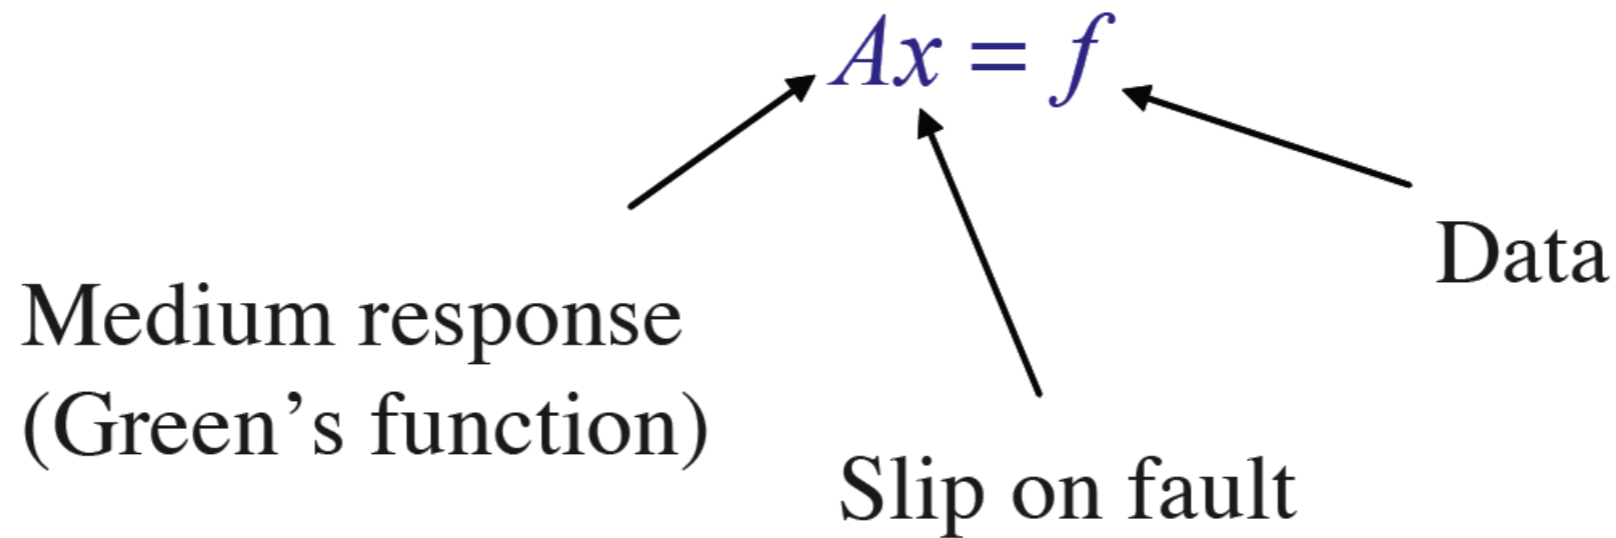 Ax = f
Data
Medium response
(Green’s function)
Slip on fault